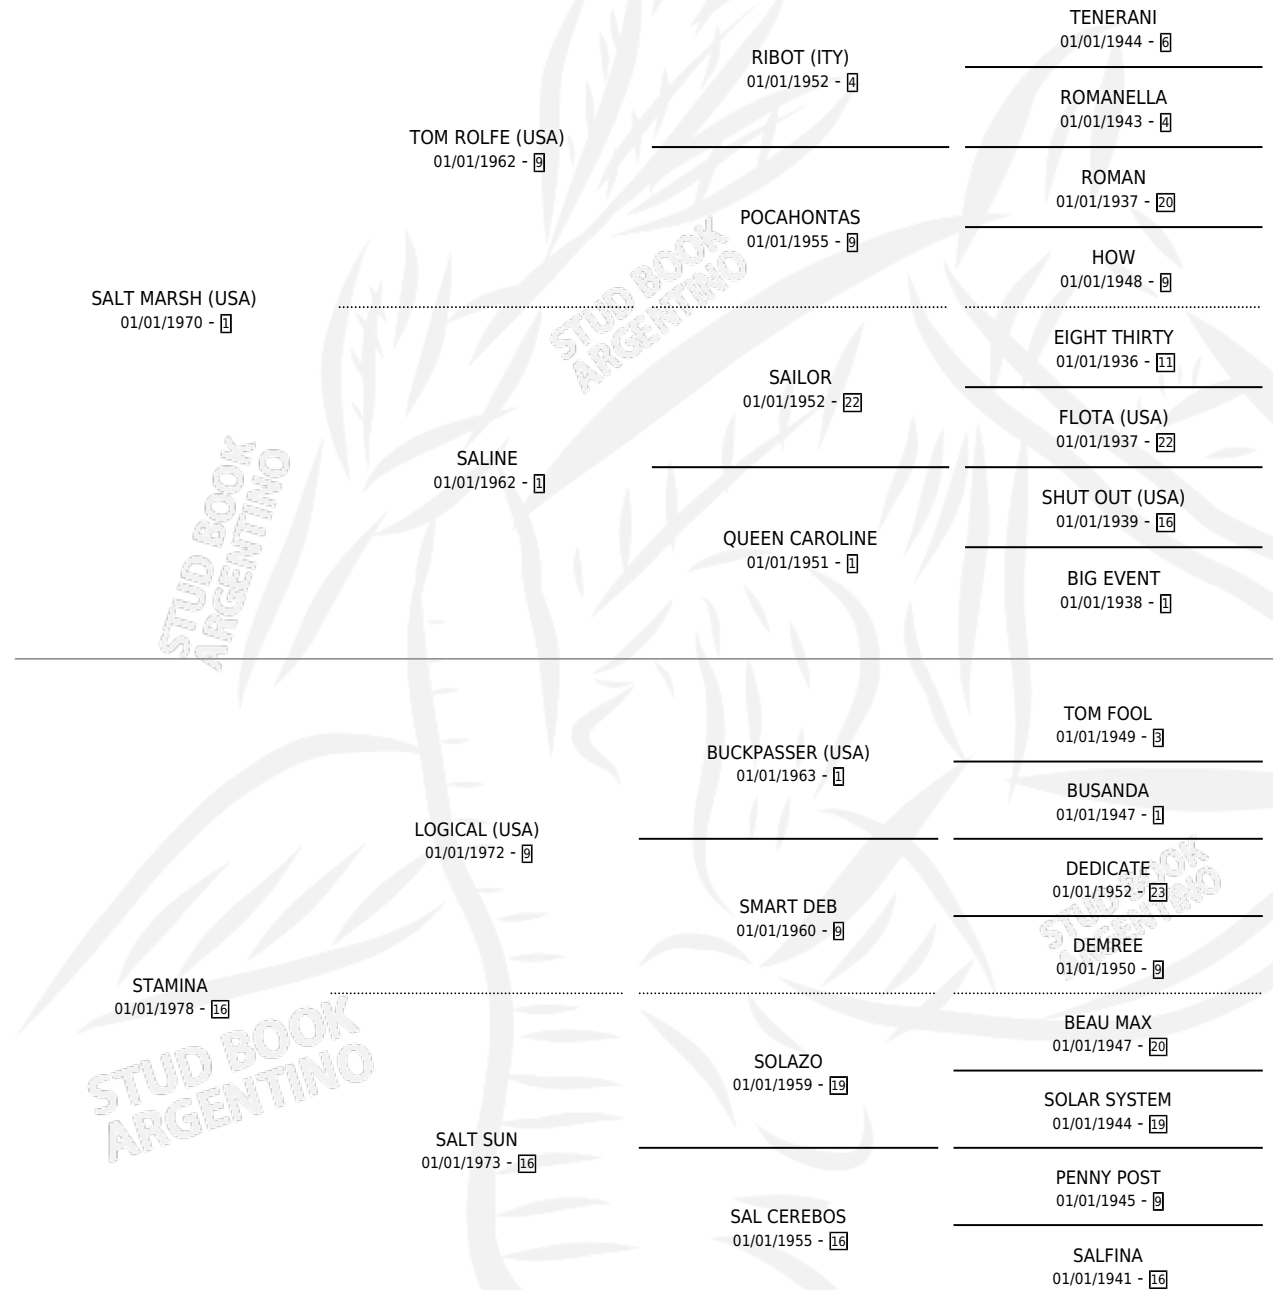 TENERANI
01/01/1944 - 6
RIBOT (ITY)
01/01/1952 - 4
ROMANELLA
01/01/1943 - 4
TOM ROLFE (USA)
01/01/1962 - 9
ROMAN
01/01/1937 - 20
POCAHONTAS
01/01/1955 - 9
HOW
01/01/1948 - 9
SALT MARSH (USA)
01/01/1970 - 1
STUD BOOK
ARGENTINO
EIGHT THIRTY
01/01/1936 - 11
SAILOR
01/01/1952 - 22
FLOTA (USA)
01/01/1937 - 22
SALINE
01/01/1962 - 1
SHUT OUT (USA)
01/01/1939 - 16
QUEEN CAROLINE
01/01/1951 - 1
BIG EVENT
01/01/1938 - 1
STUD BOOK
ARGENTINO
TOM FOOL
01/01/1949 - 3
BUCKPASSER (USA)
01/01/1963 - 1
BUSANDA
01/01/1947 - 1
LOGICAL (USA)
01/01/1972 - 9
DEDICATE
01/01/1952 - 23
SMART DEB
01/01/1960 - 9
STUD BOOK
ARGENTINO
DEMREE
01/01/1950 - 9
STAMINA
01/01/1978 - 16
BEAU MAX
01/01/1947 - 20
SOLAZO
01/01/1959 - 19
SOLAR SYSTEM
01/01/1944 - 19
STUD BOOK
ARGENTINO
SALT SUN
01/01/1973 - 16
PENNY POST
01/01/1945 - 9
SAL CEREBOS
01/01/1955 - 16
SALFINA
01/01/1941 - 16